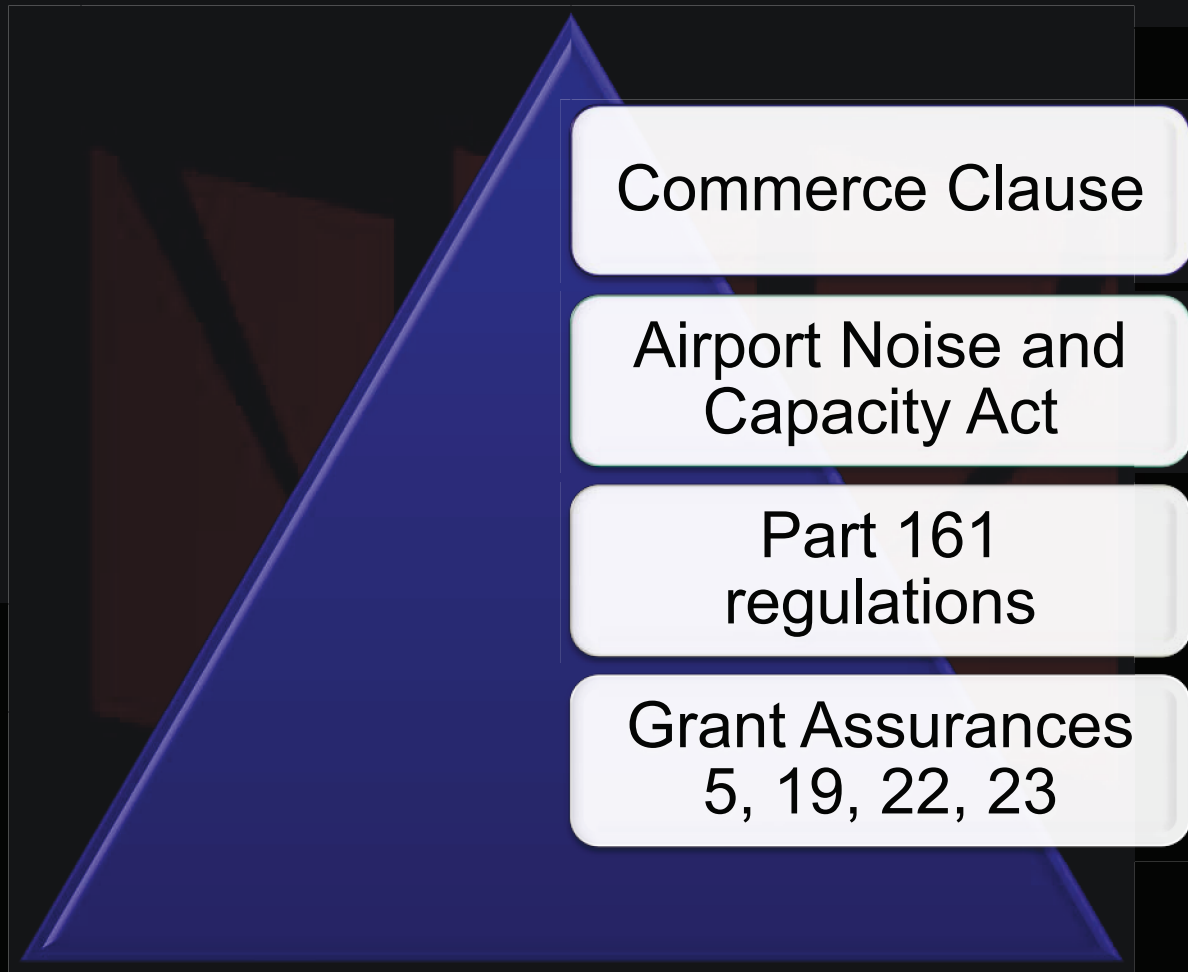 Commerce Clause
Airport Noise and
Capacity Act
Part 161
regulations
Grant Assurances
5, 19, 22, 23